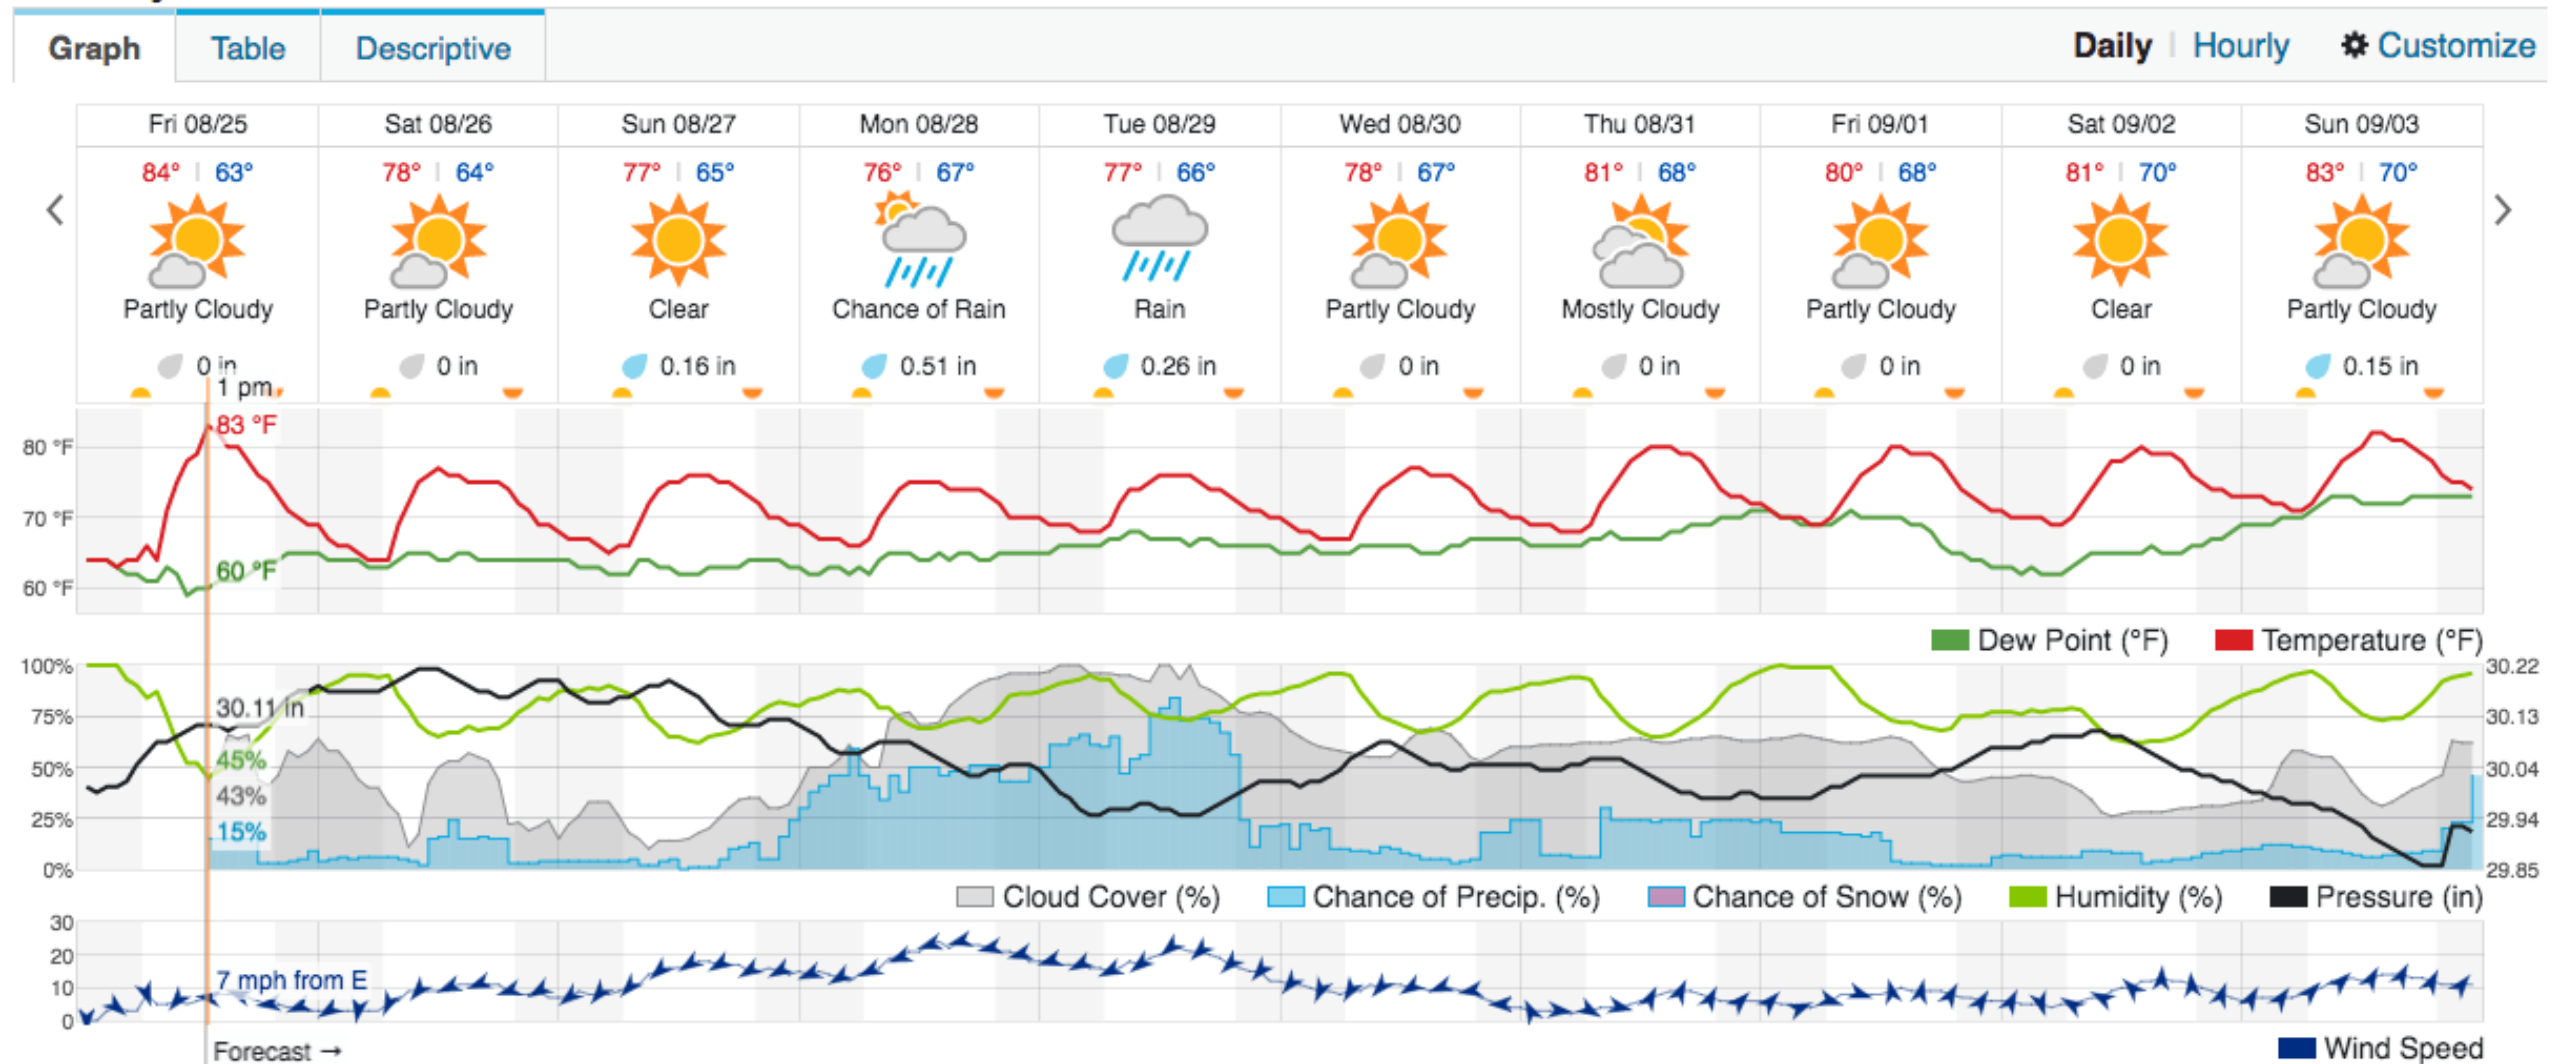 Graph Table Descriptive Daily Hourly Customize
Fri 08/25 Sat 08/26 Sun 08/27 Mon 08/28 Tue 08/29 Wed 08/30 Thu 08/31 Fri 09/01 Sat 09/02 Sun 09/03
84° | 63° 78° | 64° 77° | 65° 76° | 67° 77° | 66° 78° | 67° 81° | 68° 80° | 68° 81° | 70° 83° | 70°
Partly Cloudy Partly Cloudy Clear Chance of Rain Rain Partly Cloudy Mostly Cloudy Partly Cloudy Clear Partly Cloudy
0 in 0 in 0.16 in 0.51 in 0.26 in 0 in 0 in 0 in 0 in 0.15 in
1 pm
83 °F
80 °F
70 °F
60 °F
60 °F
Dew Point (°F) Temperature (°F)
100% 30.22
30.11 in
75% 30.13
45%
50% 30.04
43%
25% 29.94
15%
0% 29.85
Cloud Cover (%) Chance of Precip. (%) Chance of Snow (%) Humidity (%) Pressure (in)
30
20
7 mph from E
10
0
Forecast → Wind Speed